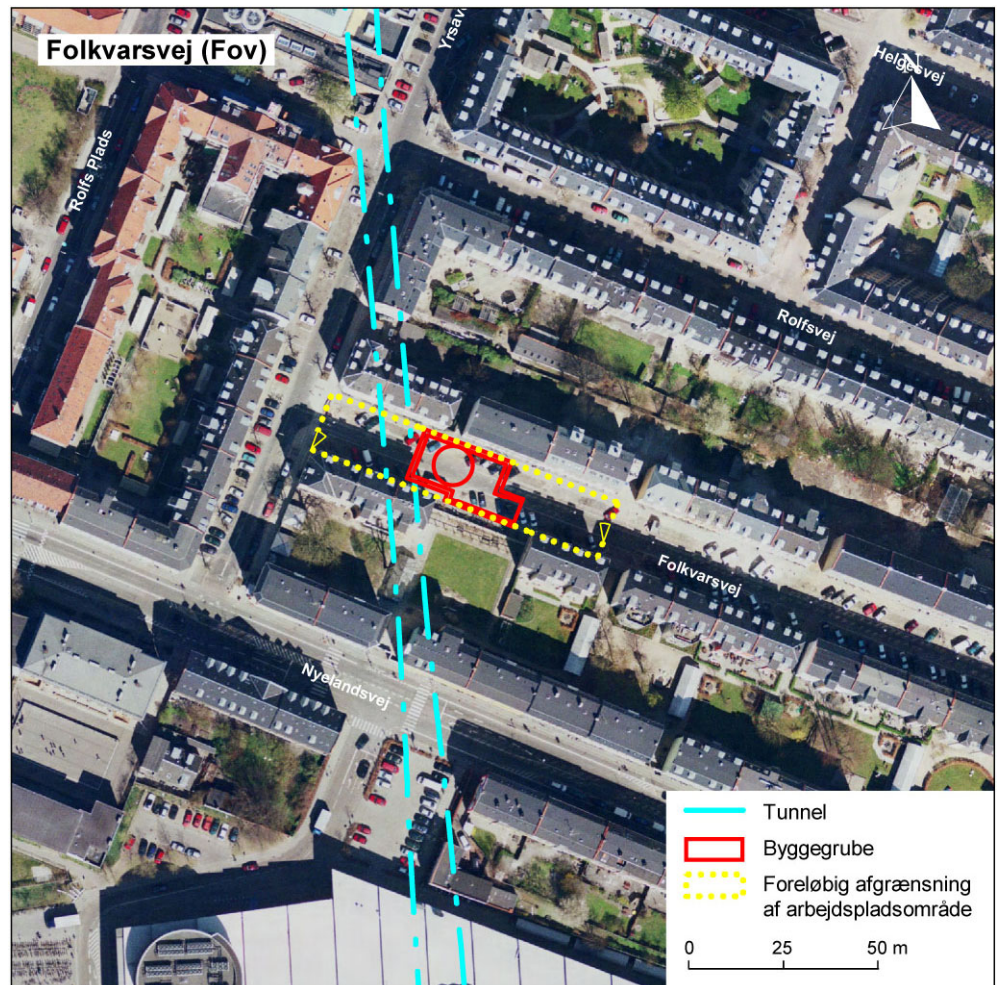 Folkvarsvej (Fov)
Helgesvej
Rolfs Plads
Rolfsvej
Folkvarsvej
Nyelandsvej
Tunnel
Byggegrube
Foreløbig afgrænsning
af arbejdspladsområde
0 25 50 m